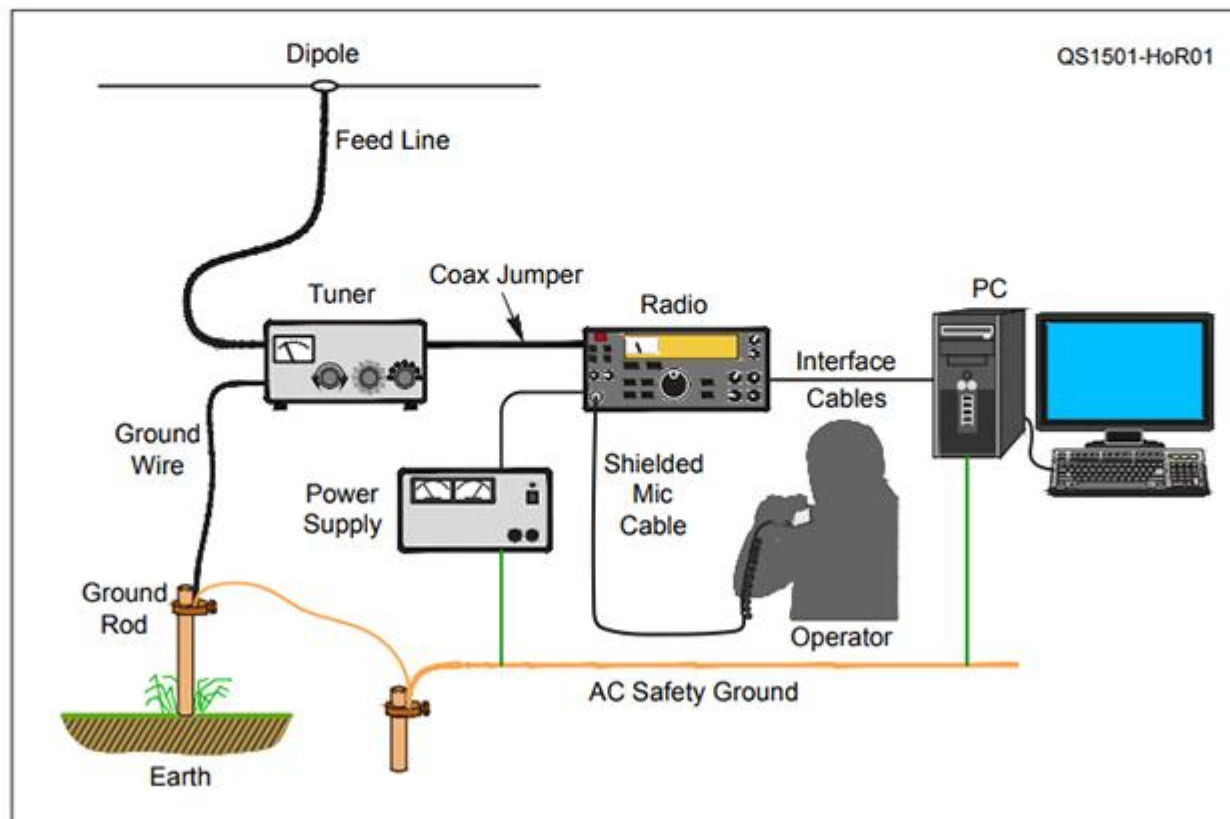 Dipole
QS1501-HoR01
Feed Line
Coax Jumper
Tuner
Radio
PC
Interface
Cables
Ground
Wire
Shielded
Mic
Cable
Power
Supply
Ground
Rod
Operator
AC Safety Ground
Earth